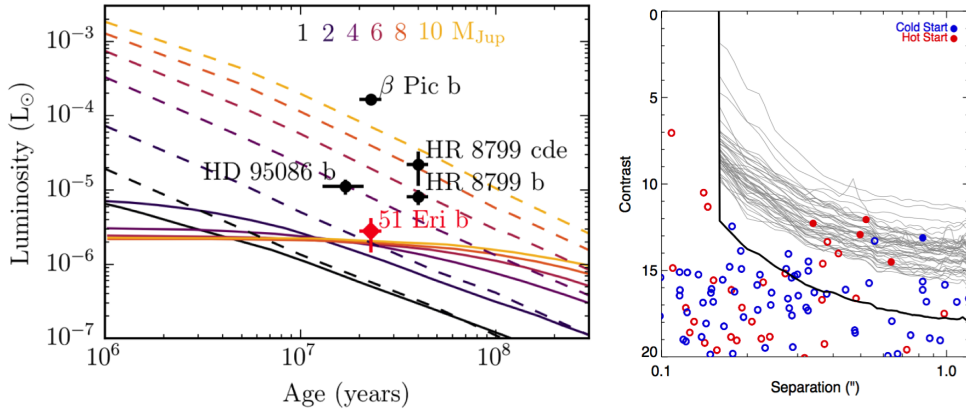 1 2 4 6 8 10 M_Jup
10⁻³
10⁻⁴
10⁻⁵
10⁻⁶
10⁻⁷
Luminosity (L⊙)
β Pic b
HR 8799 cde
HD 95086 b
HR 8799 b
51 Eri b
10⁶
10⁷
10⁸
Age (years)
Cold Start
Hot Start
0
5
10
15
20
Contrast
0.1
1.0
Separation (")